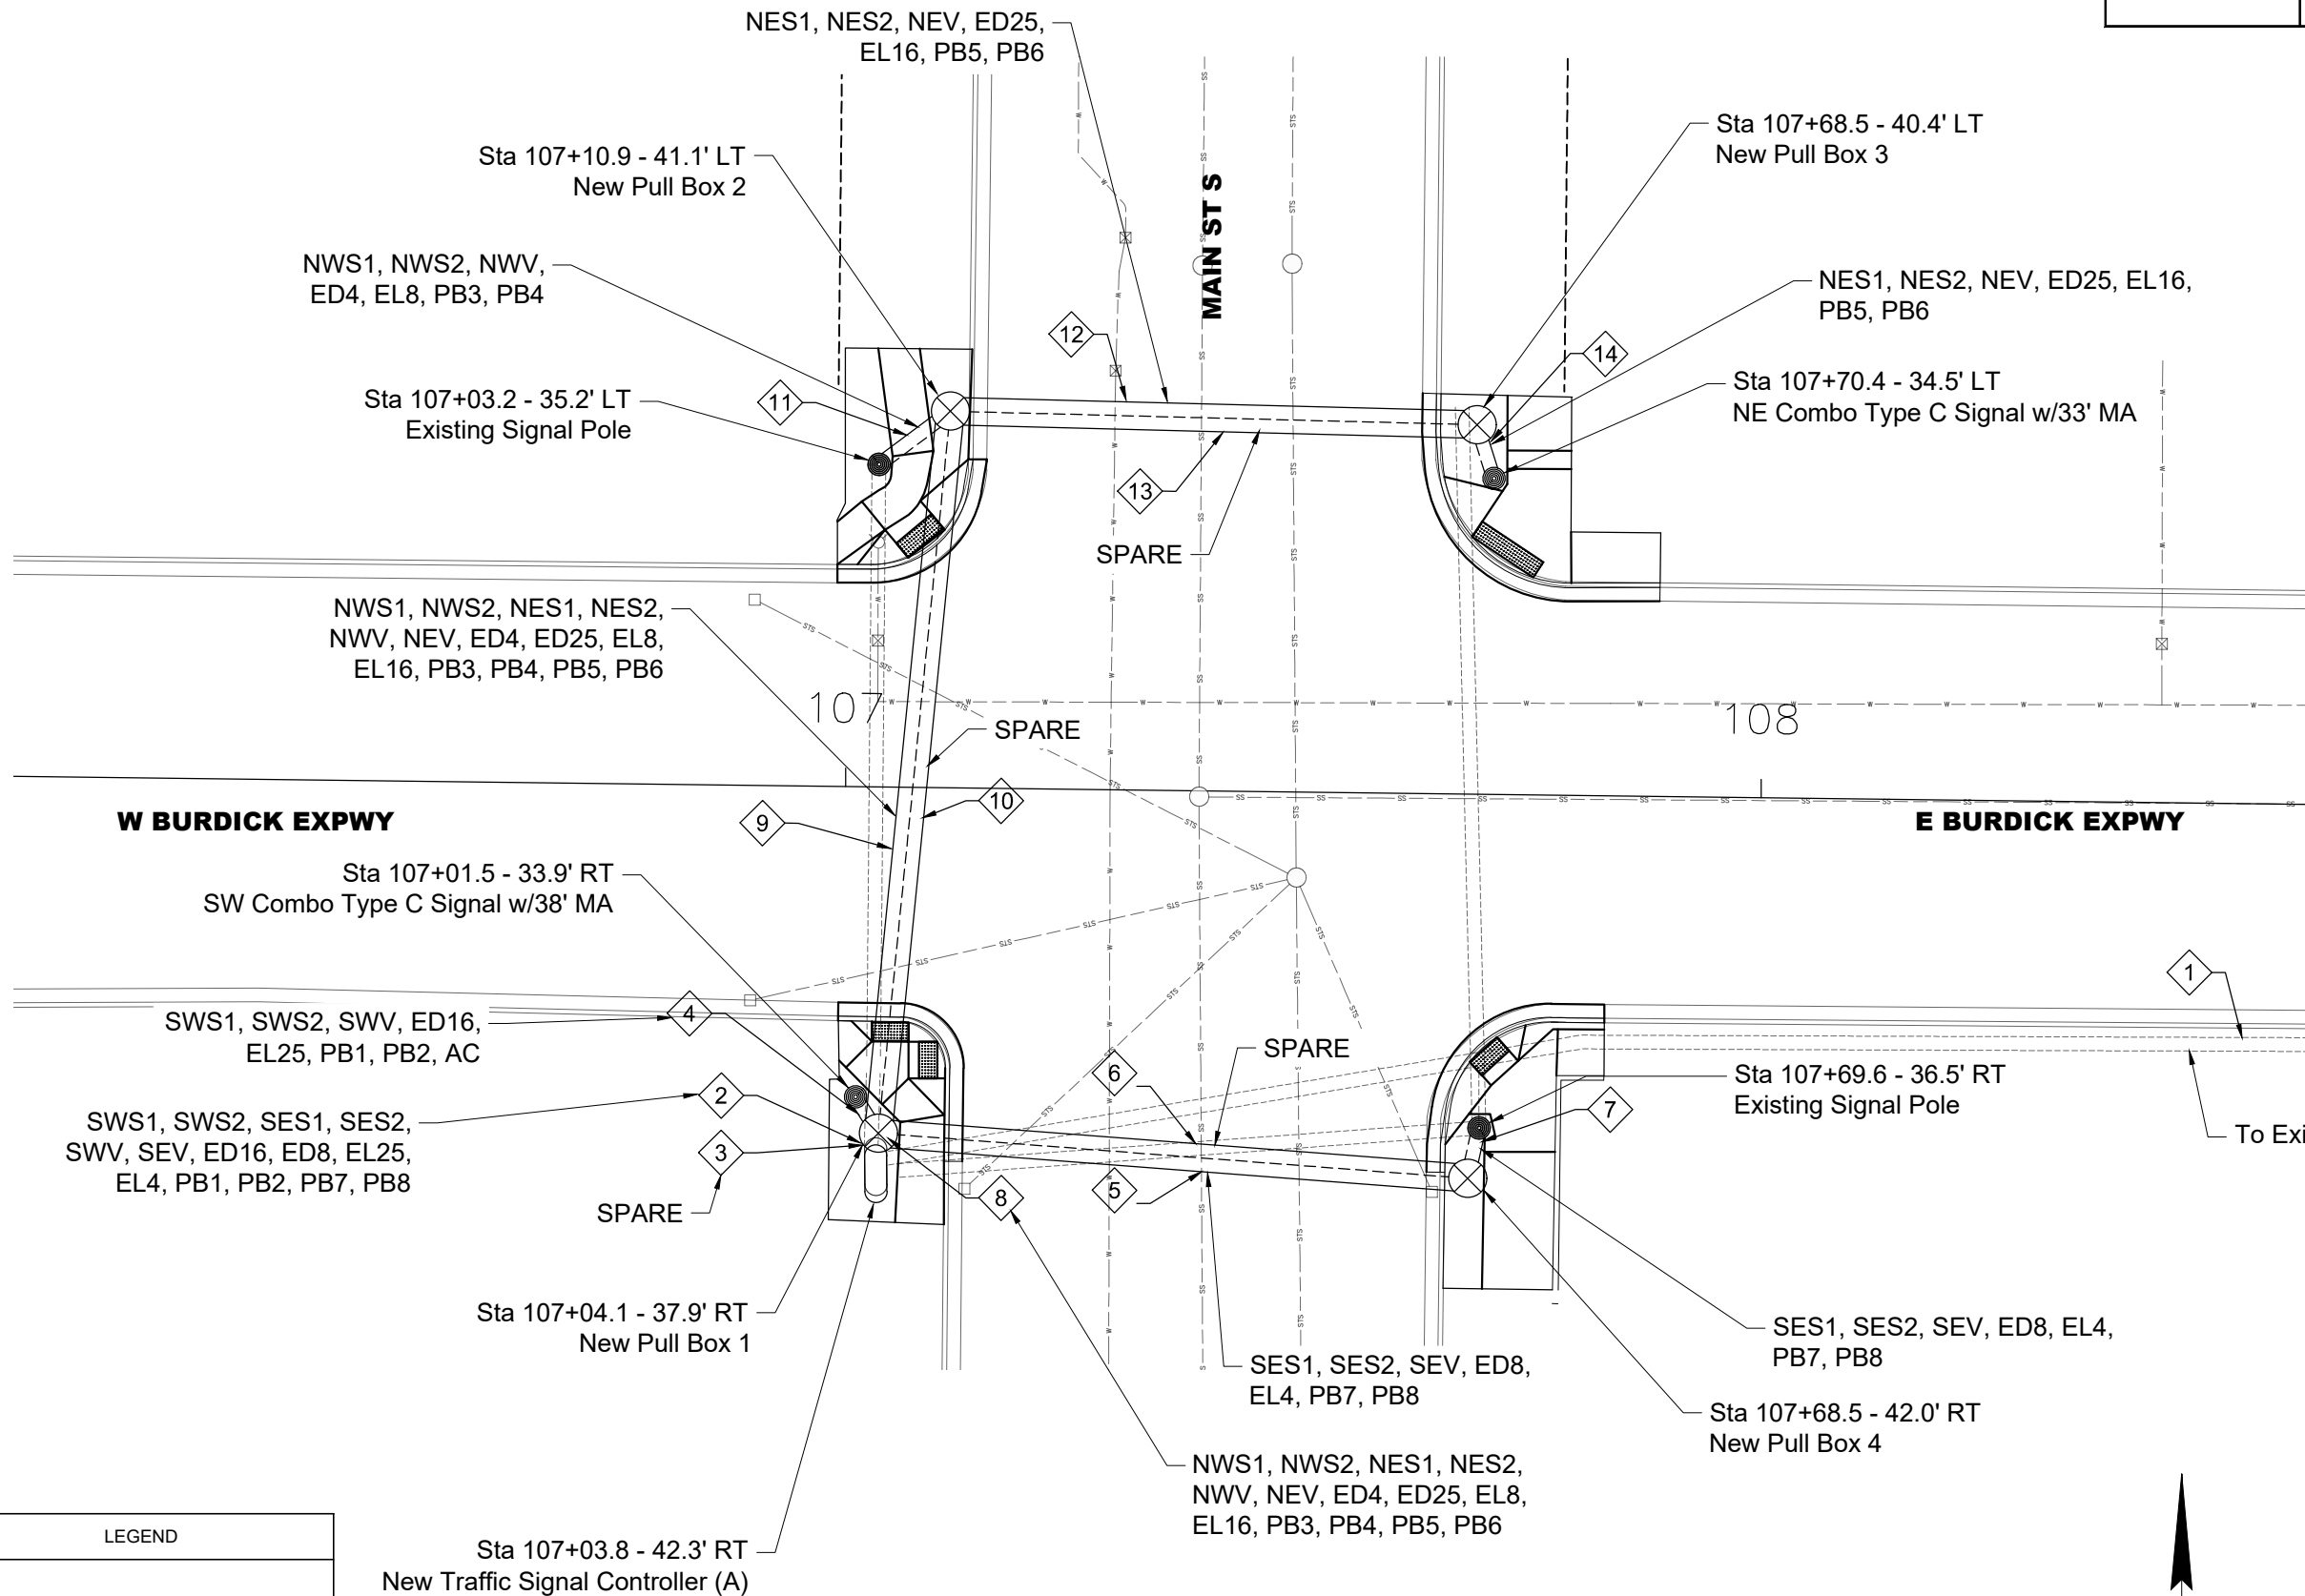 NES1, NES2, NEV, ED25,
EL16, PB5, PB6
Sta 107+10.9 - 41.1' LT
New Pull Box 2
Sta 107+68.5 - 40.4' LT
New Pull Box 3
MAIN ST S
NWS1, NWS2, NWV,
ED4, EL8, PB3, PB4
NES1, NES2, NEV, ED25, EL16,
PB5, PB6
12
14
11
Sta 107+03.2 - 35.2' LT
Existing Signal Pole
Sta 107+70.4 - 34.5' LT
NE Combo Type C Signal w/33' MA
13
SPARE
NWS1, NWS2, NES1, NES2,
NWV, NEV, ED4, ED25, EL8,
EL16, PB3, PB4, PB5, PB6
107
108
SPARE
10
9
W BURDICK EXPWY
E BURDICK EXPWY
Sta 107+01.5 - 33.9' RT
SW Combo Type C Signal w/38' MA
1
4
SWS1, SWS2, SWV, ED16,
EL25, PB1, PB2, AC
SPARE
6
Sta 107+69.6 - 36.5' RT
Existing Signal Pole
7
2
SWS1, SWS2, SES1, SES2,
SWV, SEV, ED16, ED8, EL25,
EL4, PB1, PB2, PB7, PB8
3
To Exi
5
8
SPARE
Sta 107+04.1 - 37.9' RT
New Pull Box 1
SES1, SES2, SEV, ED8, EL4,
PB7, PB8
SES1, SES2, SEV, ED8,
EL4, PB7, PB8
Sta 107+68.5 - 42.0' RT
New Pull Box 4
NWS1, NWS2, NES1, NES2,
NWV, NEV, ED4, ED25, EL8,
EL16, PB3, PB4, PB5, PB6
LEGEND
Sta 107+03.8 - 42.3' RT
New Traffic Signal Controller (A)